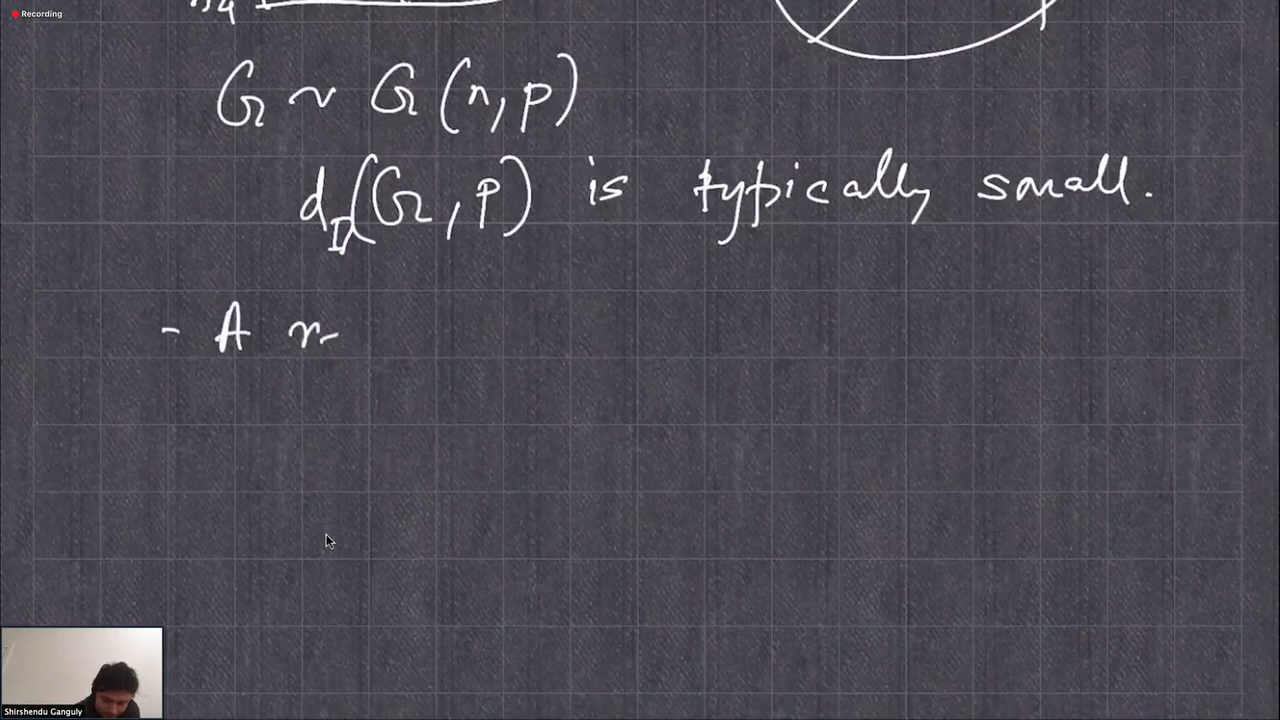 Recording
G ~ G(n,p)
d_□(G,p) is typically small.
- A
Shirshendu Ganguly